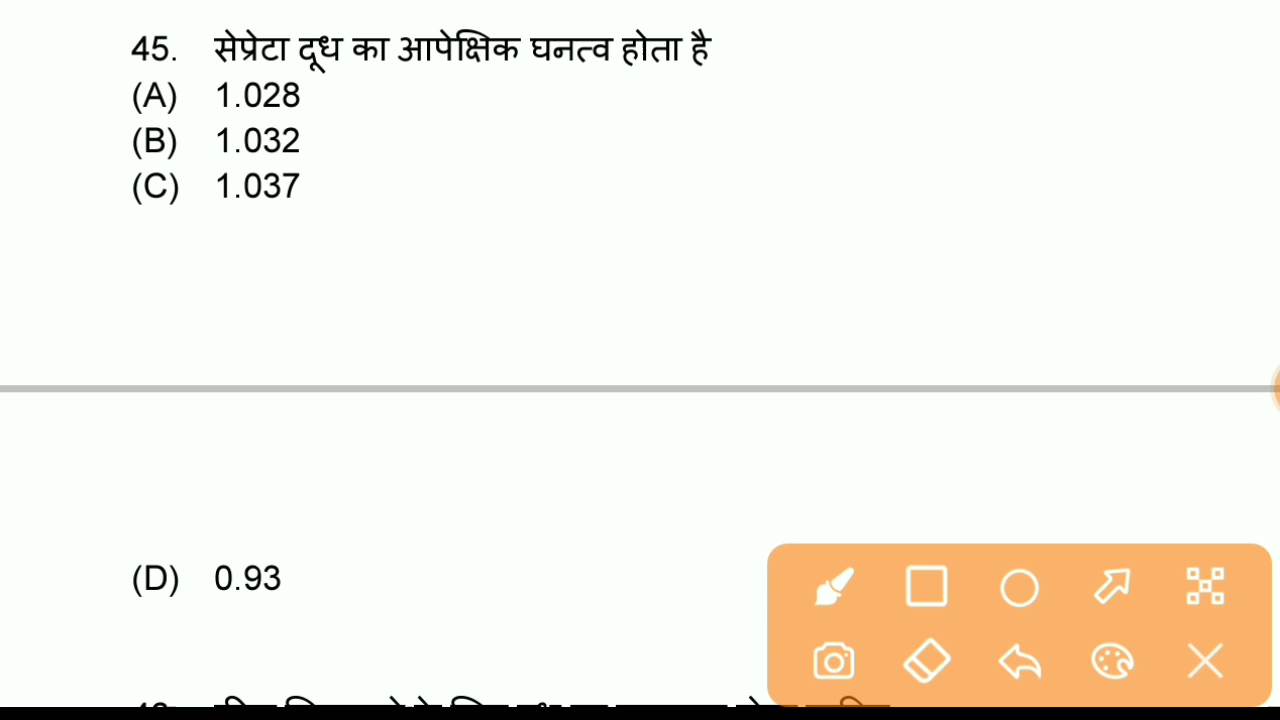 45. सेप्रेटा दूध का आपेक्षिक घनत्व होता है
(A) 1.028
(B) 1.032
(C) 1.037
(D) 0.93